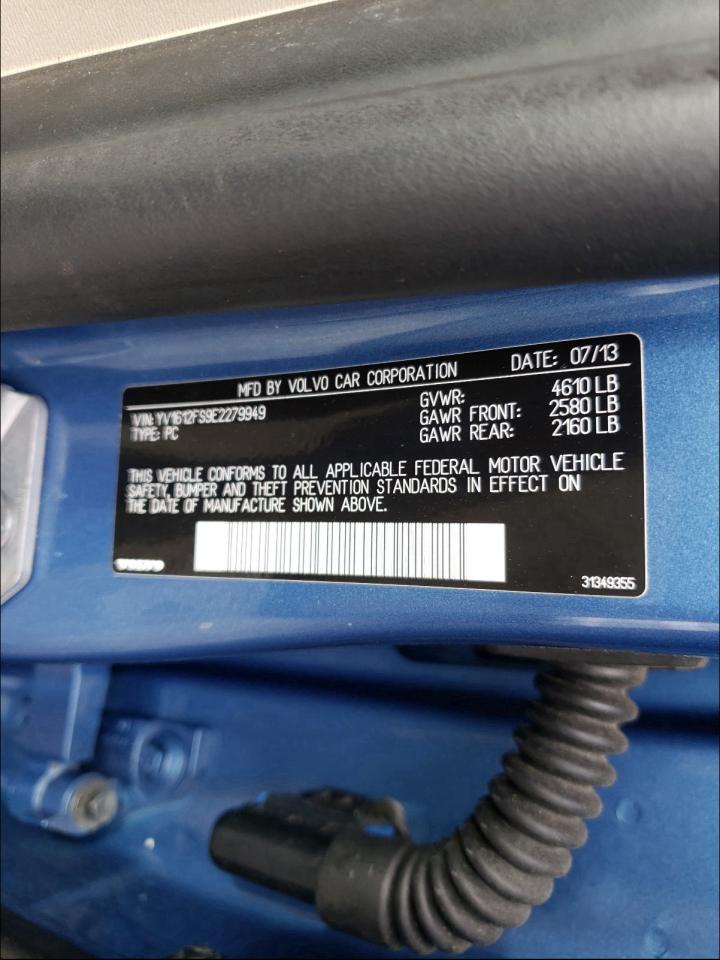 MFD BY VOLVO CAR CORPORATION DATE: 07/13
VIN: YV1612FS9E2279949
TYPE: PC
GVWR: 4610 LB
GAWR FRONT: 2580 LB
GAWR REAR: 2160 LB
THIS VEHICLE CONFORMS TO ALL APPLICABLE FEDERAL MOTOR VEHICLE
SAFETY, BUMPER AND THEFT PREVENTION STANDARDS IN EFFECT ON
THE DATE OF MANUFACTURE SHOWN ABOVE.
VOLVO
31349355